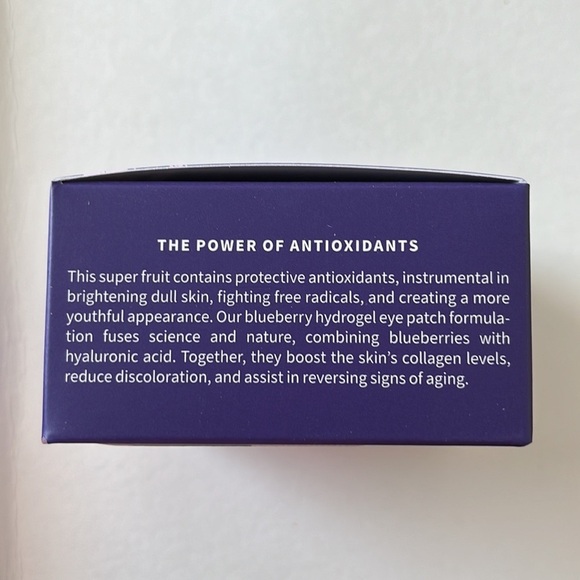 THE POWER OF ANTIOXIDANTS
This super fruit contains protective antioxidants, instrumental in
brightening dull skin, fighting free radicals, and creating a more
youthful appearance. Our blueberry hydrogel eye patch formula-
tion fuses science and nature, combining blueberries with
hyaluronic acid. Together, they boost the skin's collagen levels,
reduce discoloration, and assist in reversing signs of aging.